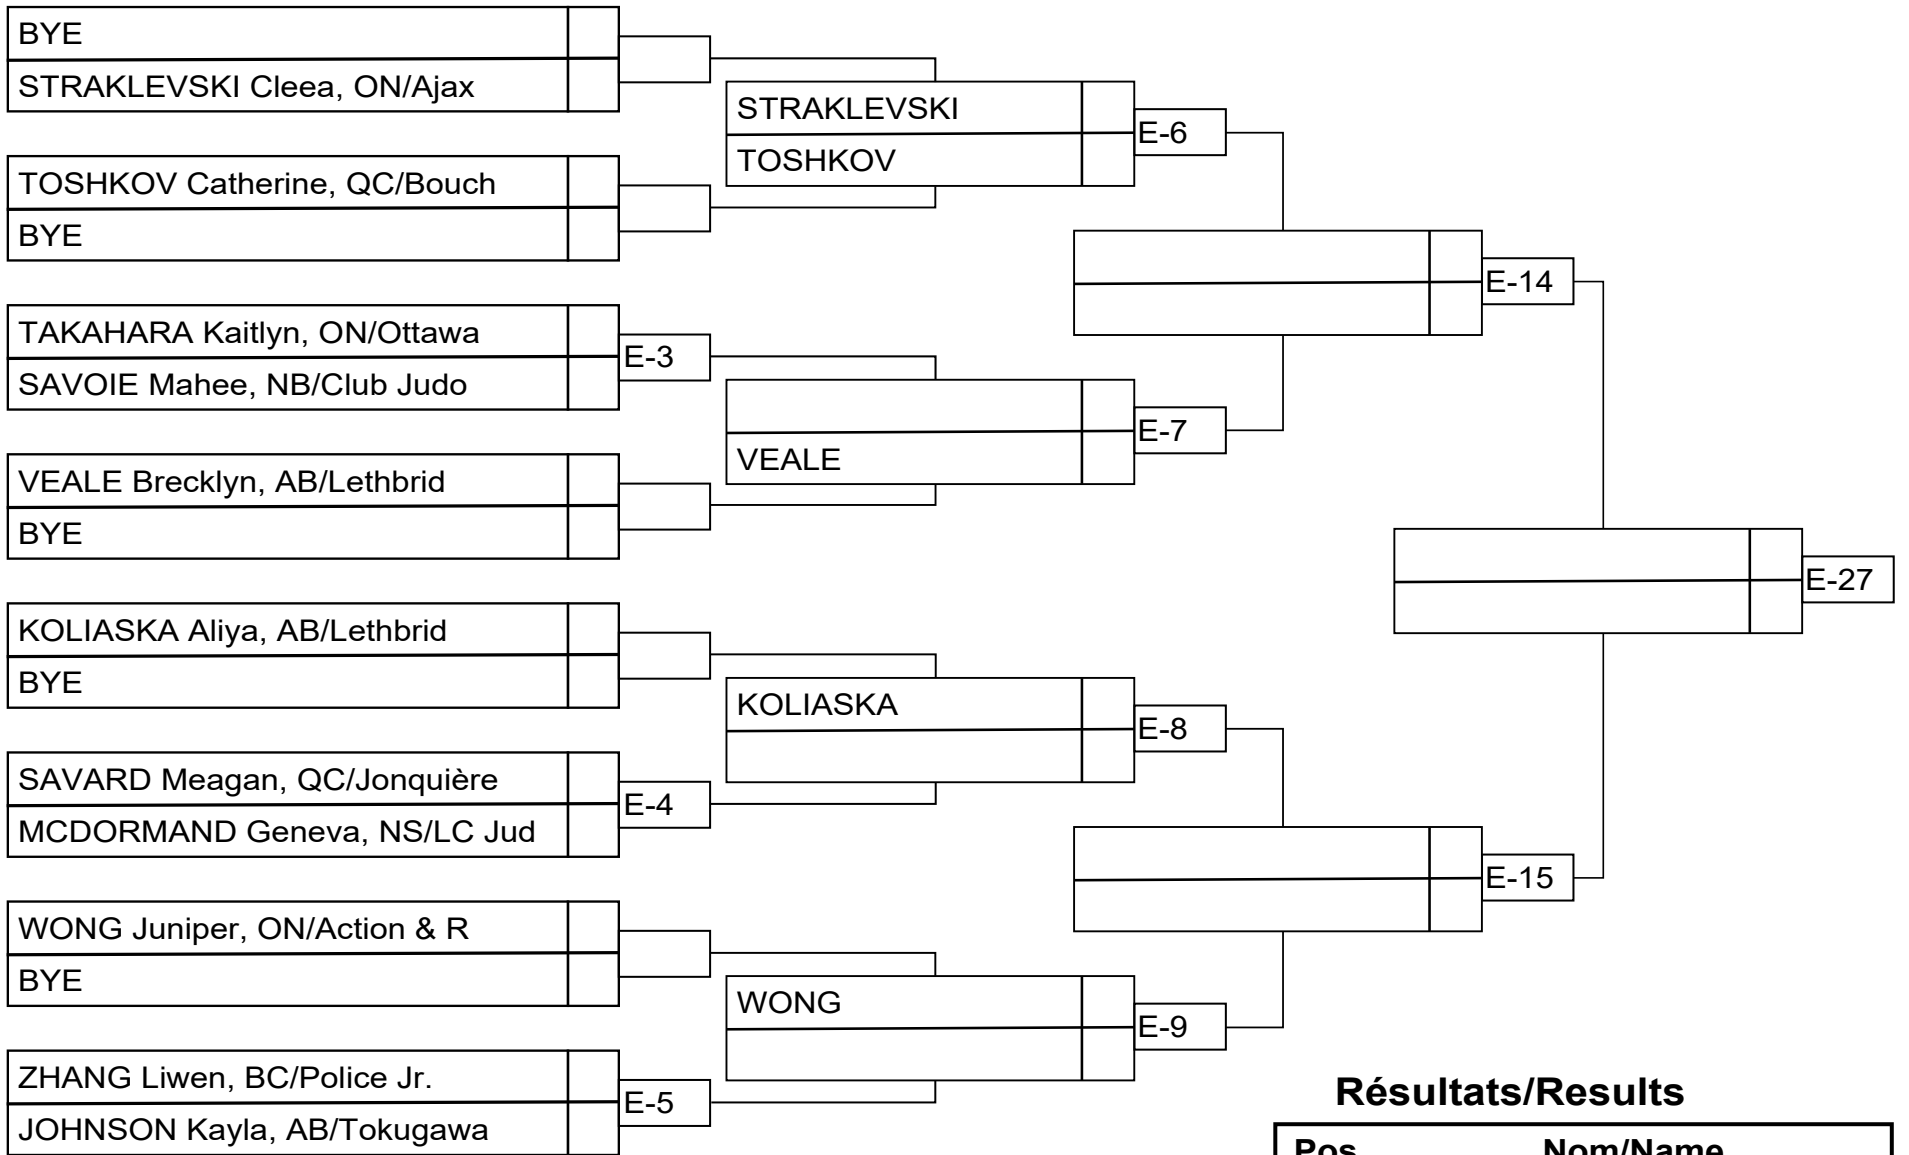 BYE
STRAKLEVSKI Cleea, ON/Ajax
TOSHKOV Catherine, QC/Bouch
BYE
TAKAHARA Kaitlyn, ON/Ottawa
SAVOIE Mahee, NB/Club Judo
E-3
VEALE Brecklyn, AB/Lethbrid
BYE
KOLIASKA Aliya, AB/Lethbrid
BYE
SAVARD Meagan, QC/Jonquière
MCDORMAND Geneva, NS/LC Jud
E-4
WONG Juniper, ON/Action & R
BYE
ZHANG Liwen, BC/Police Jr.
JOHNSON Kayla, AB/Tokugawa
E-5
STRAKLEVSKI
TOSHKOV
E-6
VEALE
E-7
KOLIASKA
E-8
WONG
E-9
E-14
E-15
E-27
Résultats/Results
Pos Nom/Name